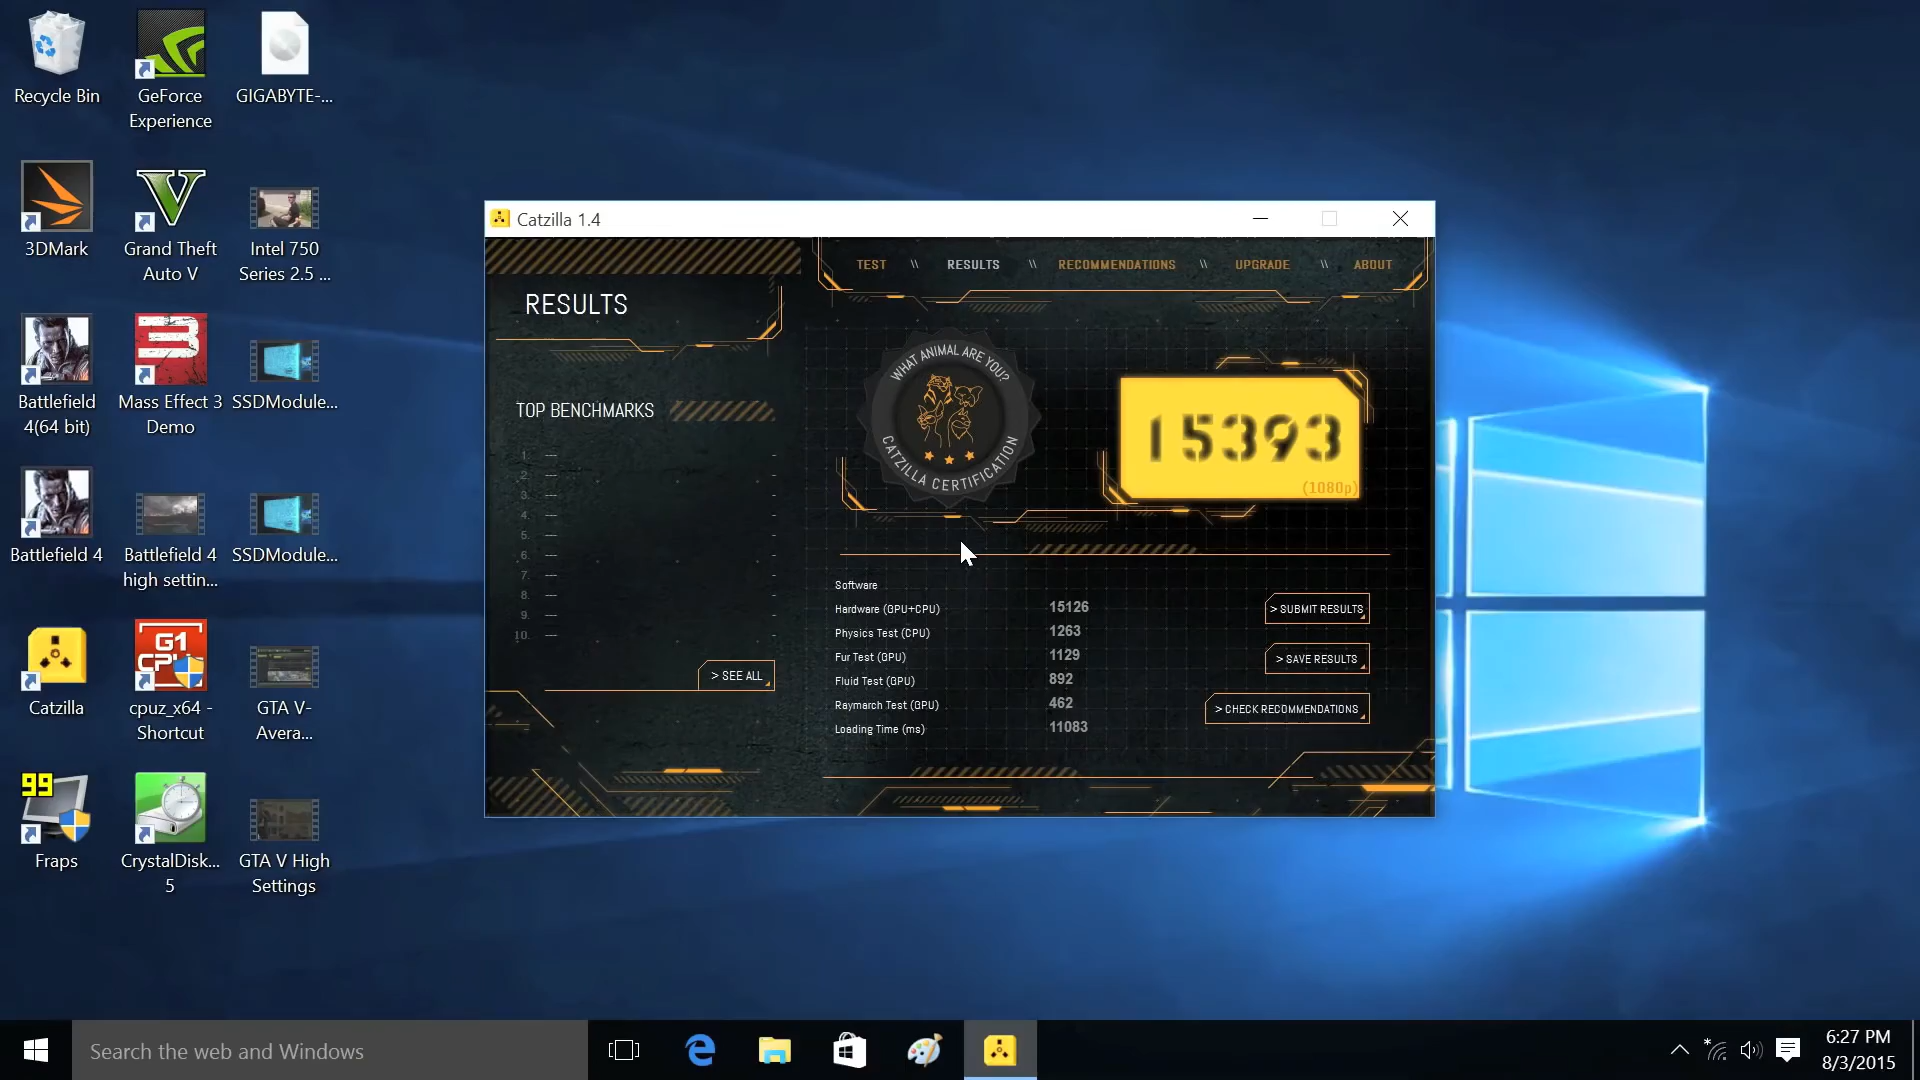 Recycle Bin
GeForce
Experience
GIGABYTE-...
3DMark
Grand Theft
Auto V
Intel 750
Series 2.5 ...
Battlefield
4(64 bit)
3
Mass Effect 3
Demo
SSDModule...
Battlefield 4
Battlefield 4
high settin...
SSDModule...
Catzilla
G1
CPU
cpuz_x64 -
Shortcut
GTA V-
Avera...
99
Fraps
CrystalDisk...
5
GTA V High
Settings
Catzilla 1.4
TEST \\ RESULTS \\ RECOMMENDATIONS \\ UPGRADE \\ ABOUT
RESULTS
TOP BENCHMARKS
1. --- -
2. --- -
3. --- -
4. --- -
5. --- -
6. --- -
7. --- -
8. --- -
9. --- -
10. --- -
> SEE ALL
WHAT ANIMAL ARE YOU?
CATZILLA CERTIFICATION
15393
(1080p)
Software
Hardware (GPU+CPU) 15126
Physics Test (CPU) 1263
Fur Test (GPU) 1129
Fluid Test (GPU) 892
Raymarch Test (GPU) 462
Loading Time (ms) 11083
> SUBMIT RESULTS
> SAVE RESULTS
> CHECK RECOMMENDATIONS
Search the web and Windows
6:27 PM
8/3/2015